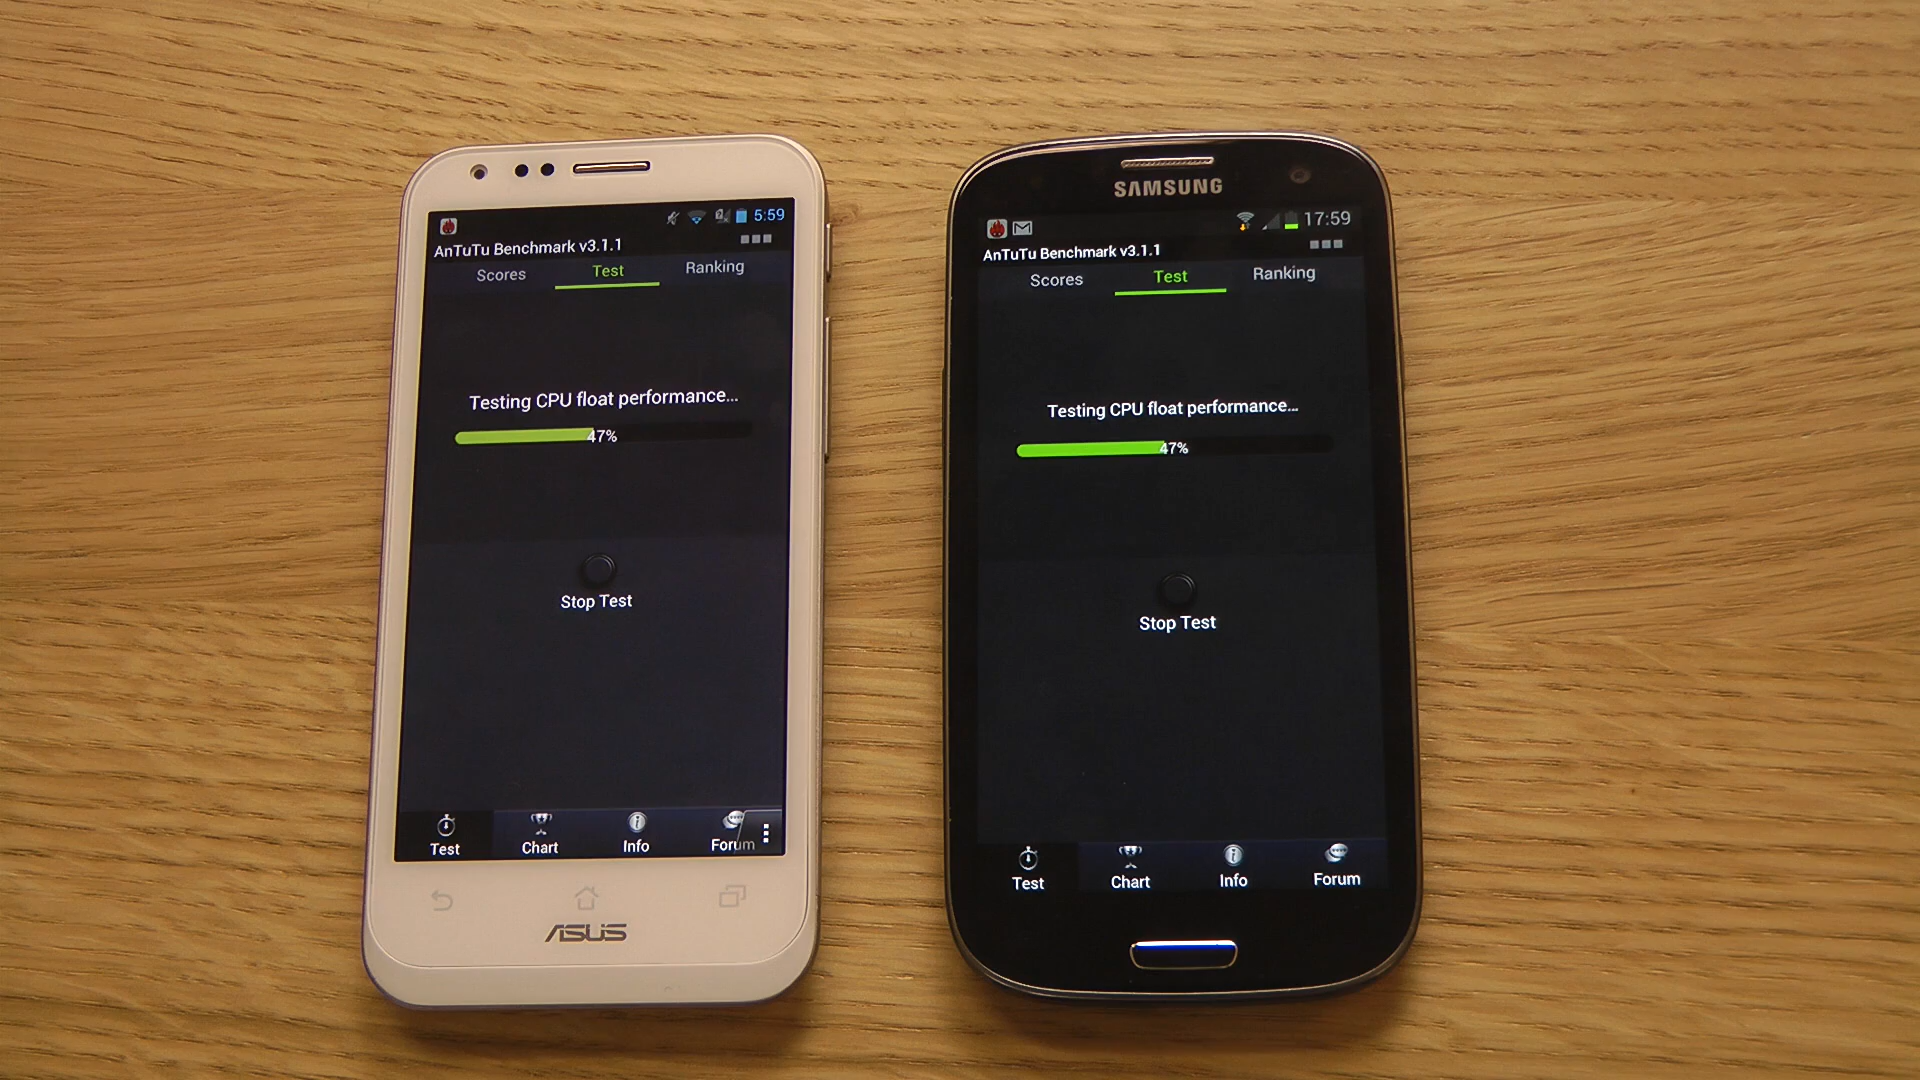 5:59
AnTuTu Benchmark v3.1.1
Scores Test Ranking
Testing CPU float performance...
47%
Stop Test
Test Chart Info Forum
ASUS
SAMSUNG
17:59
AnTuTu Benchmark v3.1.1
Scores Test Ranking
Testing CPU float performance...
47%
Stop Test
Test Chart Info Forum